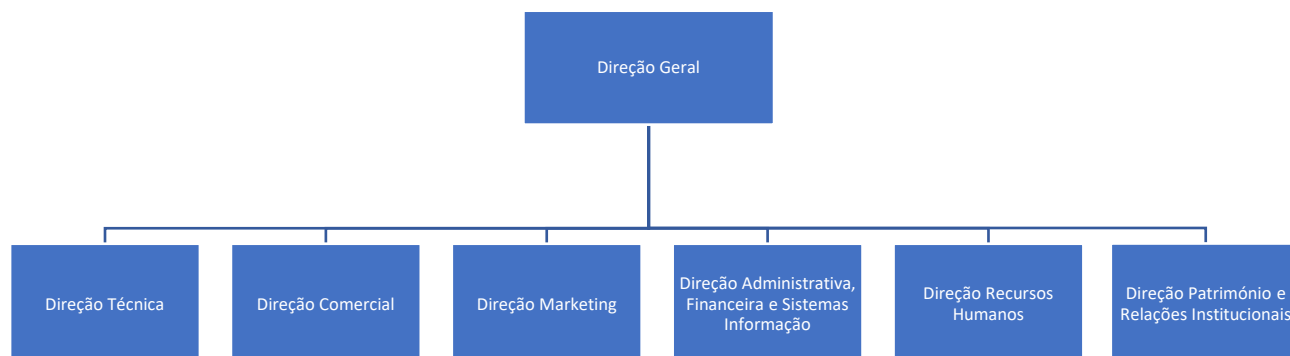 Direção Geral
Direção Técnica
Direção Comercial
Direção Marketing
Direção Administrativa,
Financeira e Sistemas
Informação
Direção Recursos
Humanos
Direção Património e
Relações Institucionais